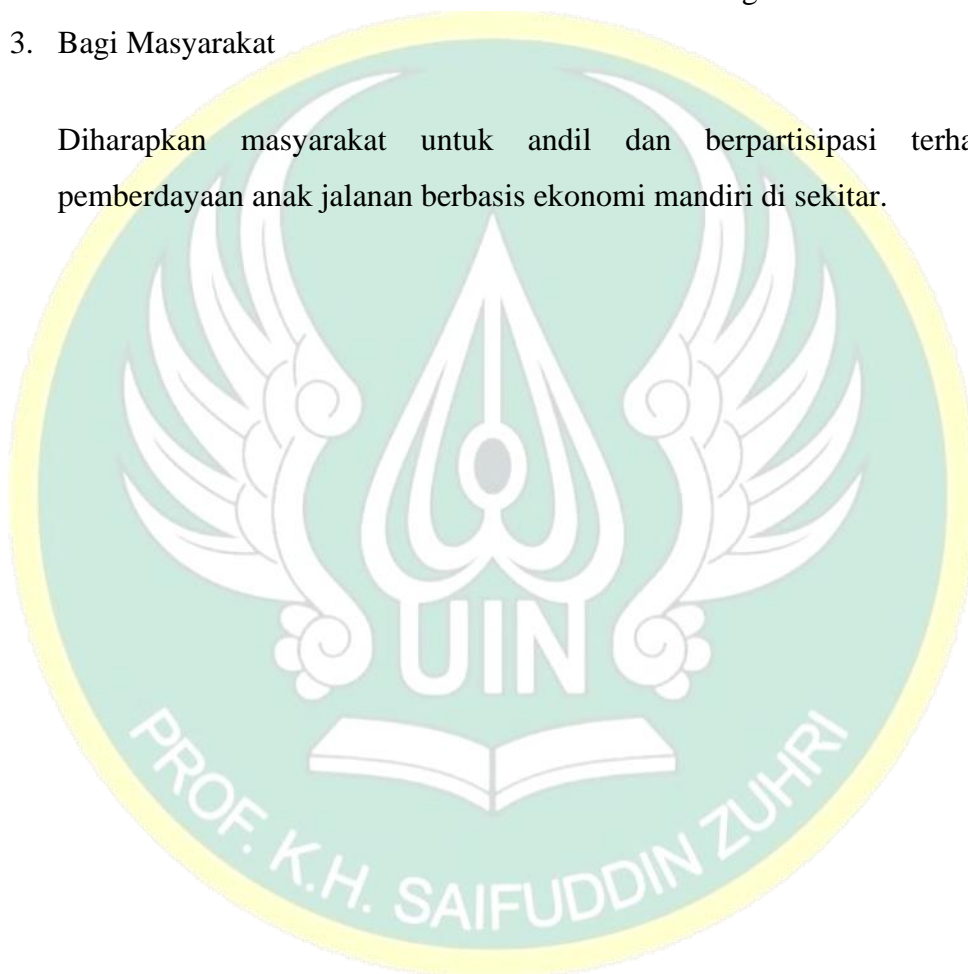 3. Bagi Masyarakat
Diharapkan masyarakat untuk andil dan berpartisipasi
pemberdayaan anak jalanan berbasis ekonomi mandiri di sekitar.
UIN
PROF. K.H. SAIFUDDIN ZUHRI